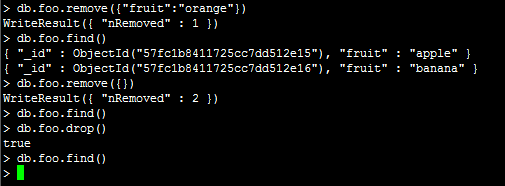 > db.foo.remove({"fruit":"orange"})
WriteResult({ "nRemoved" : 1 })
> db.foo.find()
{ "_id" : ObjectId("57fc1b8411725cc7dd512e15"), "fruit" : "apple" }
{ "_id" : ObjectId("57fc1b8411725cc7dd512e16"), "fruit" : "banana" }
> db.foo.remove({})
WriteResult({ "nRemoved" : 2 })
> db.foo.find()
> db.foo.drop()
true
> db.foo.find()
>